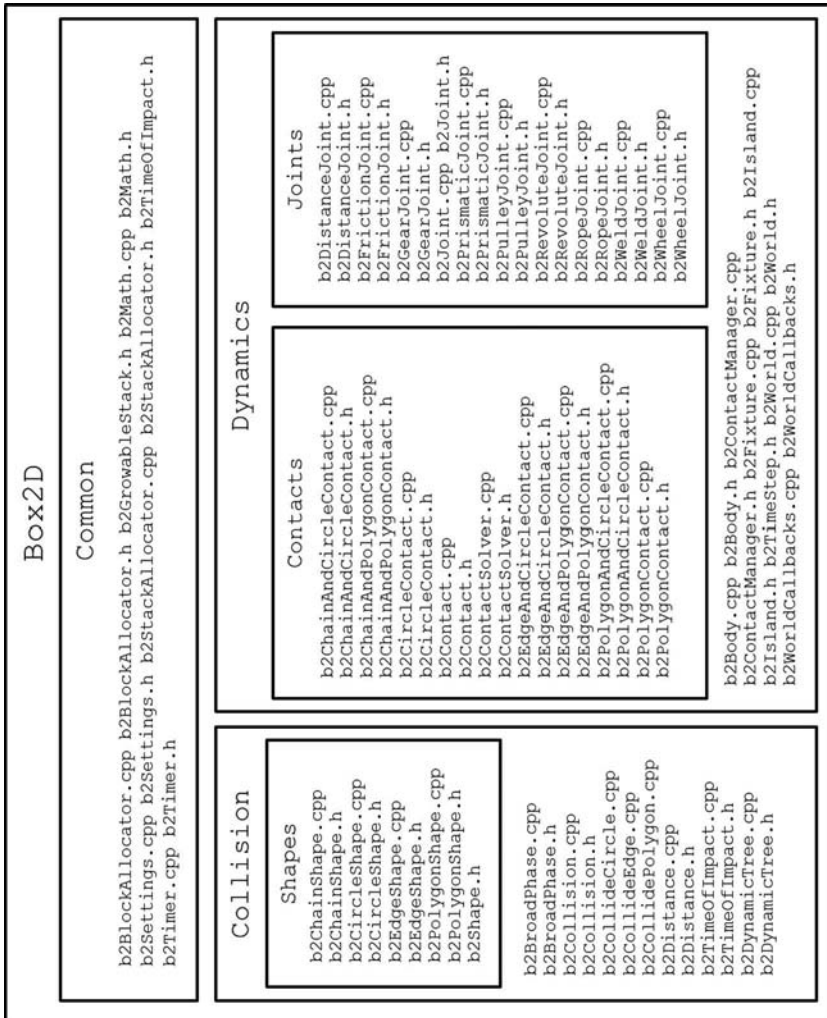 Box2D
Common
b2BlockAllocator.cpp b2BlockAllocator.h b2GrowableStack.h b2Math.cpp b2Math.h
b2Settings.cpp b2Settings.h b2StackAllocator.cpp b2StackAllocator.h b2TimeOfImpact.h
b2Timer.cpp b2Timer.h
Collision
Shapes
b2ChainShape.cpp
b2ChainShape.h
b2CircleShape.cpp
b2CircleShape.h
b2EdgeShape.cpp
b2EdgeShape.h
b2PolygonShape.cpp
b2PolygonShape.h
b2Shape.h
b2BroadPhase.cpp
b2BroadPhase.h
b2Collision.cpp
b2Collision.h
b2CollideCircle.cpp
b2CollideEdge.cpp
b2CollidePolygon.cpp
b2Distance.cpp
b2Distance.h
b2TimeOfImpact.cpp
b2TimeOfImpact.h
b2DynamicTree.cpp
b2DynamicTree.h
Dynamics
Contacts
b2ChainAndCircleContact.cpp
b2ChainAndCircleContact.h
b2ChainAndPolygonContact.cpp
b2ChainAndPolygonContact.h
b2CircleContact.cpp
b2CircleContact.h
b2Contact.cpp
b2Contact.h
b2ContactSolver.cpp
b2ContactSolver.h
b2EdgeAndCircleContact.cpp
b2EdgeAndCircleContact.h
b2EdgeAndPolygonContact.cpp
b2EdgeAndPolygonContact.h
b2PolygonAndCircleContact.cpp
b2PolygonAndCircleContact.h
b2PolygonContact.cpp
b2PolygonContact.h
Joints
b2DistanceJoint.cpp
b2DistanceJoint.h
b2FrictionJoint.cpp
b2FrictionJoint.h
b2GearJoint.cpp
b2GearJoint.h
b2Joint.cpp b2Joint.h
b2PrismaticJoint.cpp
b2PrismaticJoint.h
b2PulleyJoint.cpp
b2PulleyJoint.h
b2RevoluteJoint.cpp
b2RevoluteJoint.h
b2RopeJoint.cpp
b2RopeJoint.h
b2WeldJoint.cpp
b2WeldJoint.h
b2WheelJoint.cpp
b2WheelJoint.h
b2Body.cpp b2Body.h b2ContactManager.cpp
b2ContactManager.h b2Fixture.cpp b2Fixture.h b2Island.cpp
b2Island.h b2TimeStep.h b2World.cpp b2World.h
b2WorldCallbacks.cpp b2WorldCallbacks.h